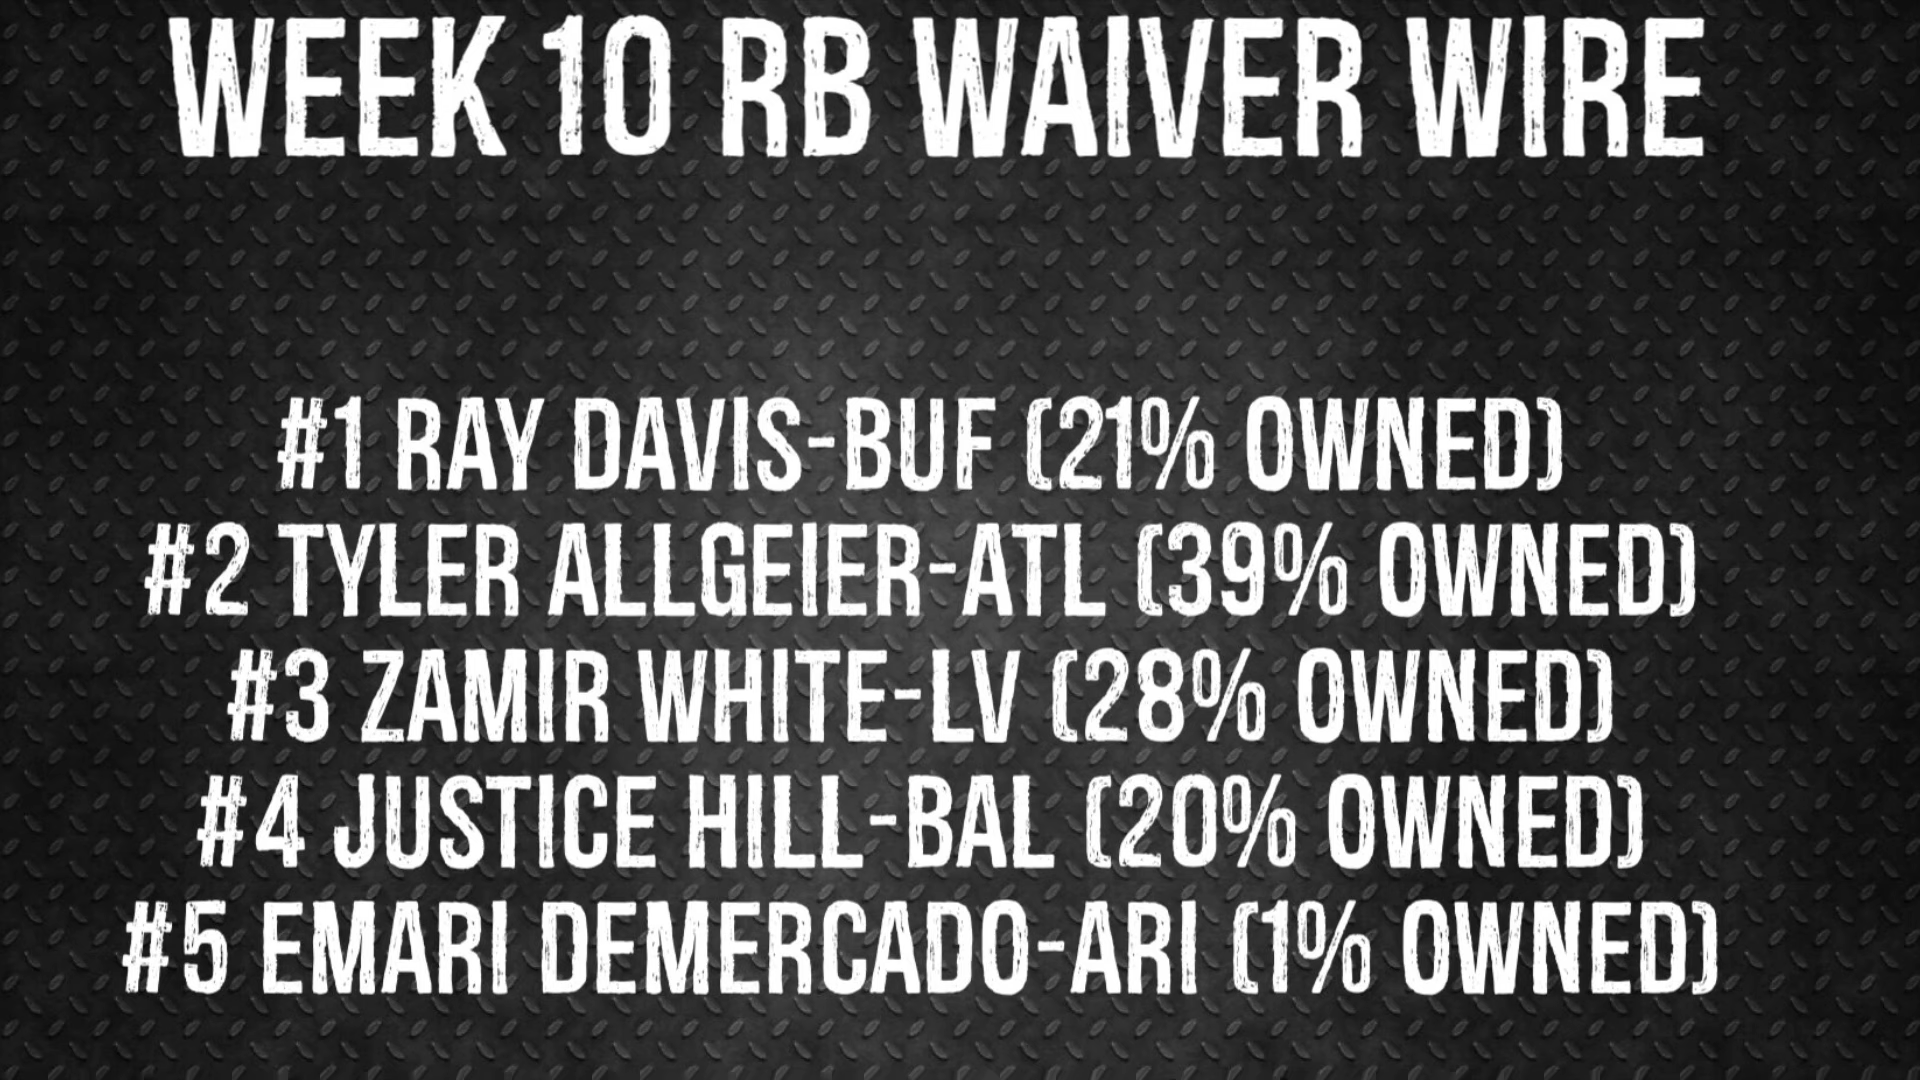 WEEK 10 RB WAIVER WIRE
#1 RAY DAVIS-BUF (21% OWNED)
#2 TYLER ALLGEIER-ATL (39% OWNED)
#3 ZAMIR WHITE-LV (28% OWNED)
#4 JUSTICE HILL-BAL (20% OWNED)
#5 EMARI DEMERCADO-ARI (1% OWNED)